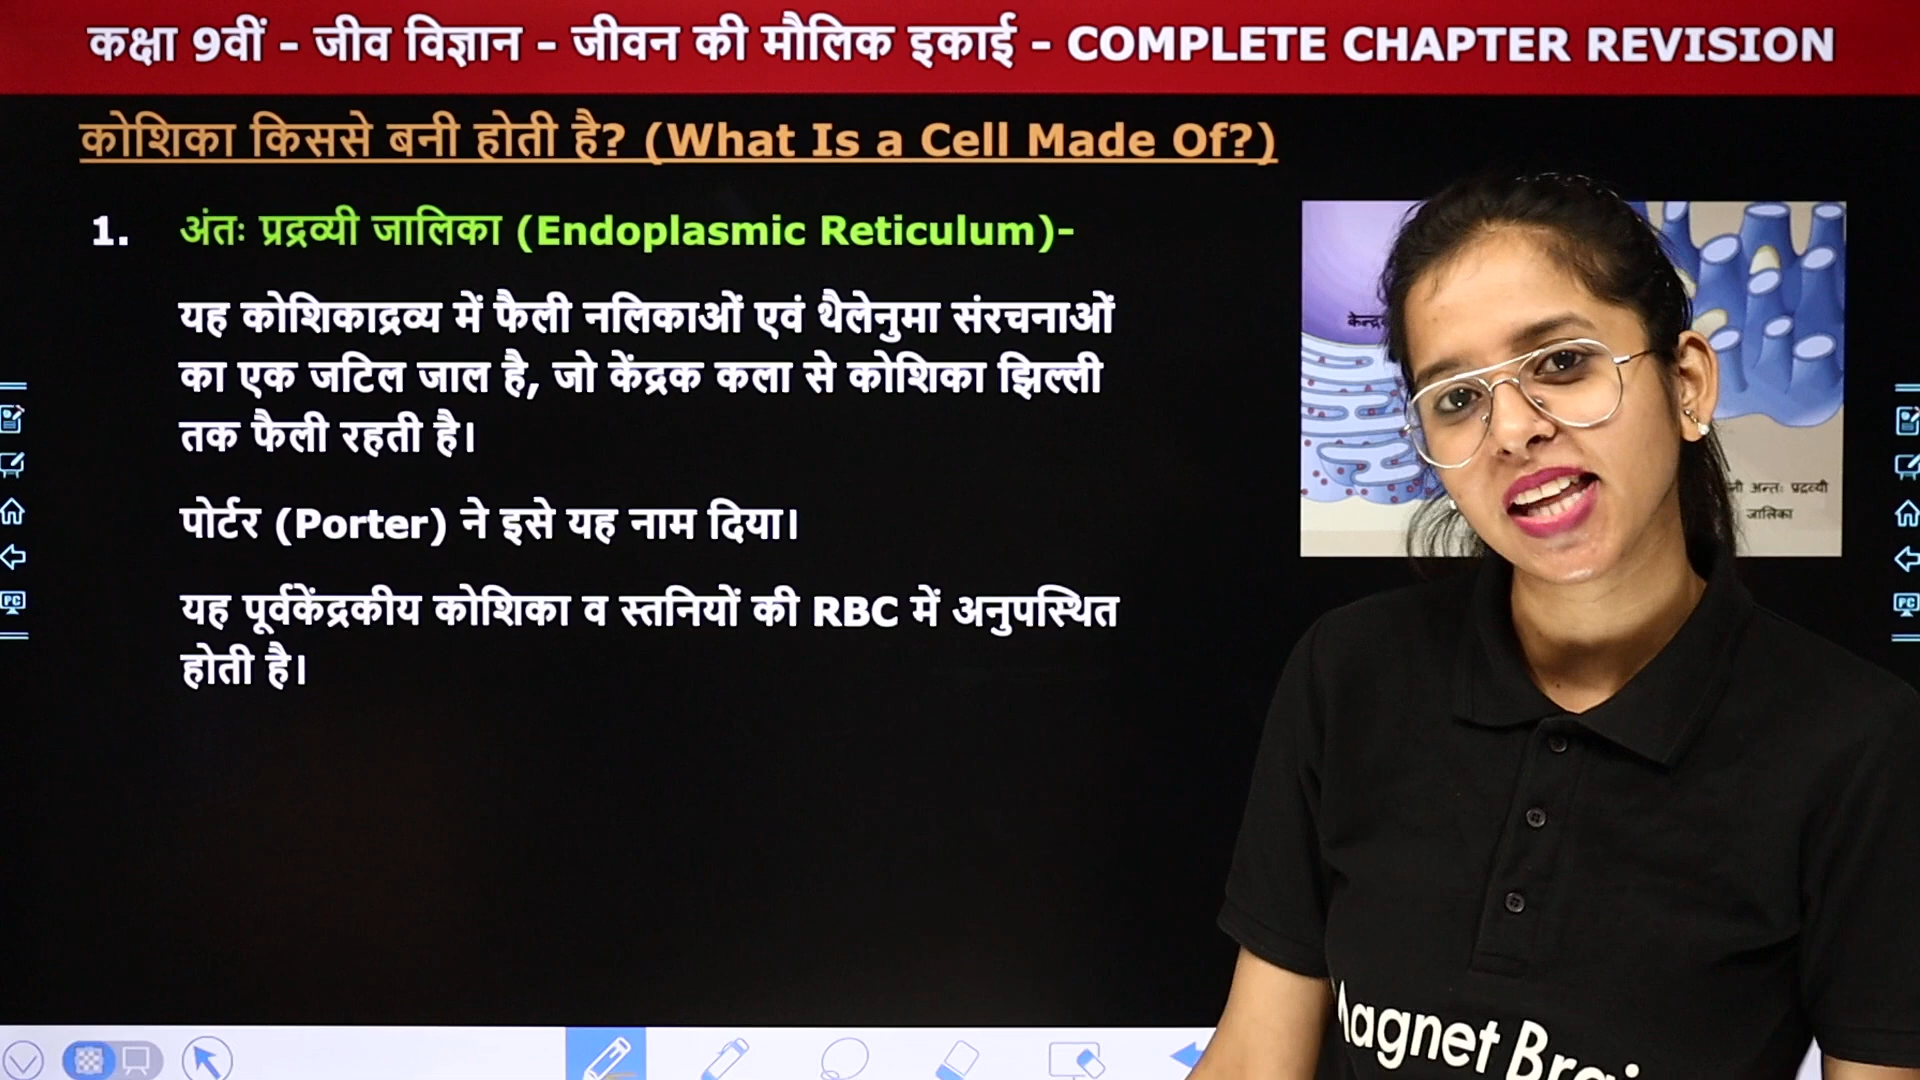 कक्षा 9वीं - जीव विज्ञान - जीवन की मौलिक इकाई - COMPLETE CHAPTER REVISION
कोशिका किससे बनी होती है? (What Is a Cell Made Of?)
1. अंतः प्रद्रव्यी जालिका (Endoplasmic Reticulum)-
यह कोशिकाद्रव्य में फैली नलिकाओं एवं थैलेनुमा संरचनाओं
का एक जटिल जाल है, जो केंद्रक कला से कोशिका झिल्ली
तक फैली रहती है।
पोर्टर (Porter) ने इसे यह नाम दिया।
यह पूर्वकेंद्रकीय कोशिका व स्तनियों की RBC में अनुपस्थित
होती है।
अन्तः प्रद्रव्यी
जालिका
PC
PC